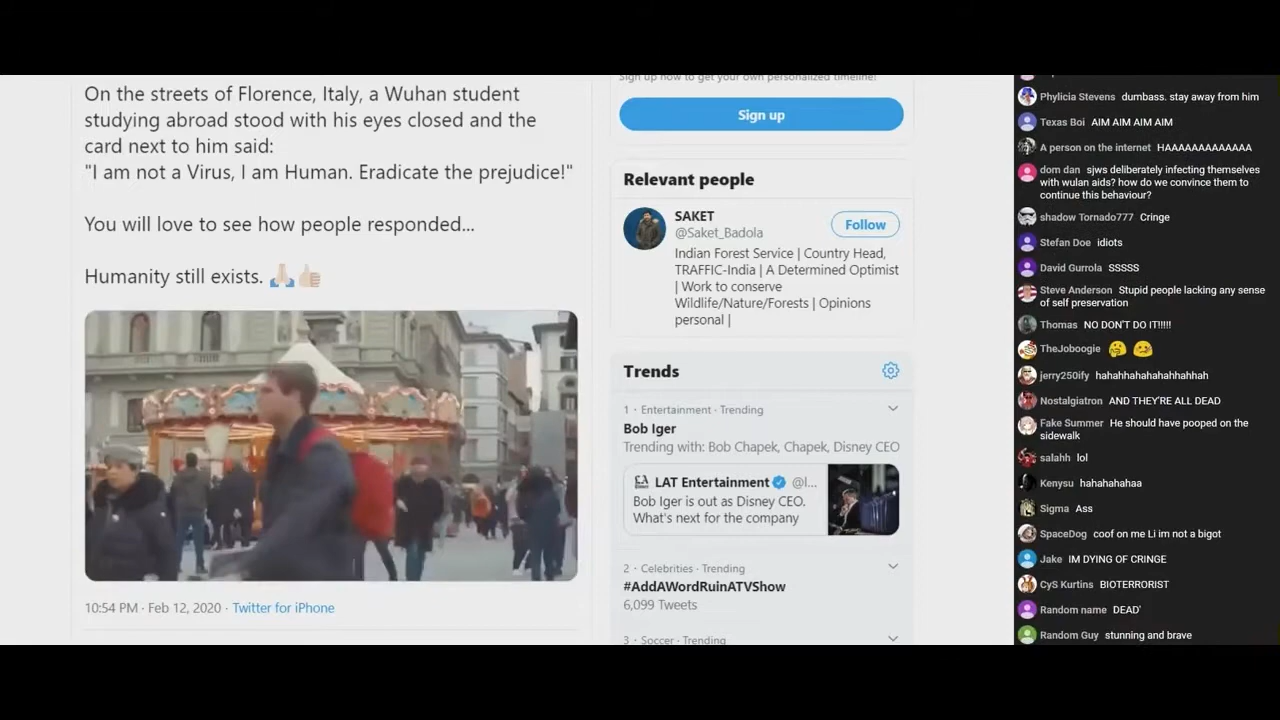 On the streets of Florence, Italy, a Wuhan student
studying abroad stood with his eyes closed and the
card next to him said:
"I am not a Virus, I am Human. Eradicate the prejudice!"
You will love to see how people responded...
Humanity still exists. 🙏🏻👍🏻
10:54 PM · Feb 12, 2020 · Twitter for iPhone
Sign up now to get your own personalized timeline!
Sign up
Relevant people
SAKET
@Saket_Badola
Follow
Indian Forest Service | Country Head,
TRAFFIC-India | A Determined Optimist
| Work to conserve
Wildlife/Nature/Forests | Opinions
personal |
Trends
1 · Entertainment · Trending
Bob Iger
Trending with: Bob Chapek, Chapek, Disney CEO
LAT Entertainment @l...
Bob Iger is out as Disney CEO.
What's next for the company
2 · Celebrities · Trending
#AddAWordRuinATVShow
6,099 Tweets
3 · Soccer · Trending
Phylicia Stevens dumbass. stay away from him
Texas Boi AIM AIM AIM AIM
A person on the internet HAAAAAAAAAAAAA
dom dan sjws deliberately infecting themselves
with wulan aids? how do we convince them to
continue this behaviour?
shadow Tornado777 Cringe
Stefan Doe idiots
David Gurrola SSSSS
Steve Anderson Stupid people lacking any sense
of self preservation
Thomas NO DON'T DO IT!!!!!
TheJoboogie 🤔 🤗
jerry250ify hahahhahahahahhahhah
Nostalgiatron AND THEY'RE ALL DEAD
Fake Summer He should have pooped on the
sidewalk
salahh lol
Kenysu hahahahahaa
Sigma Ass
SpaceDog coof on me Li im not a bigot
Jake IM DYING OF CRINGE
CyS Kurtins BIOTERRORIST
Random name DEAD'
Random Guy stunning and brave